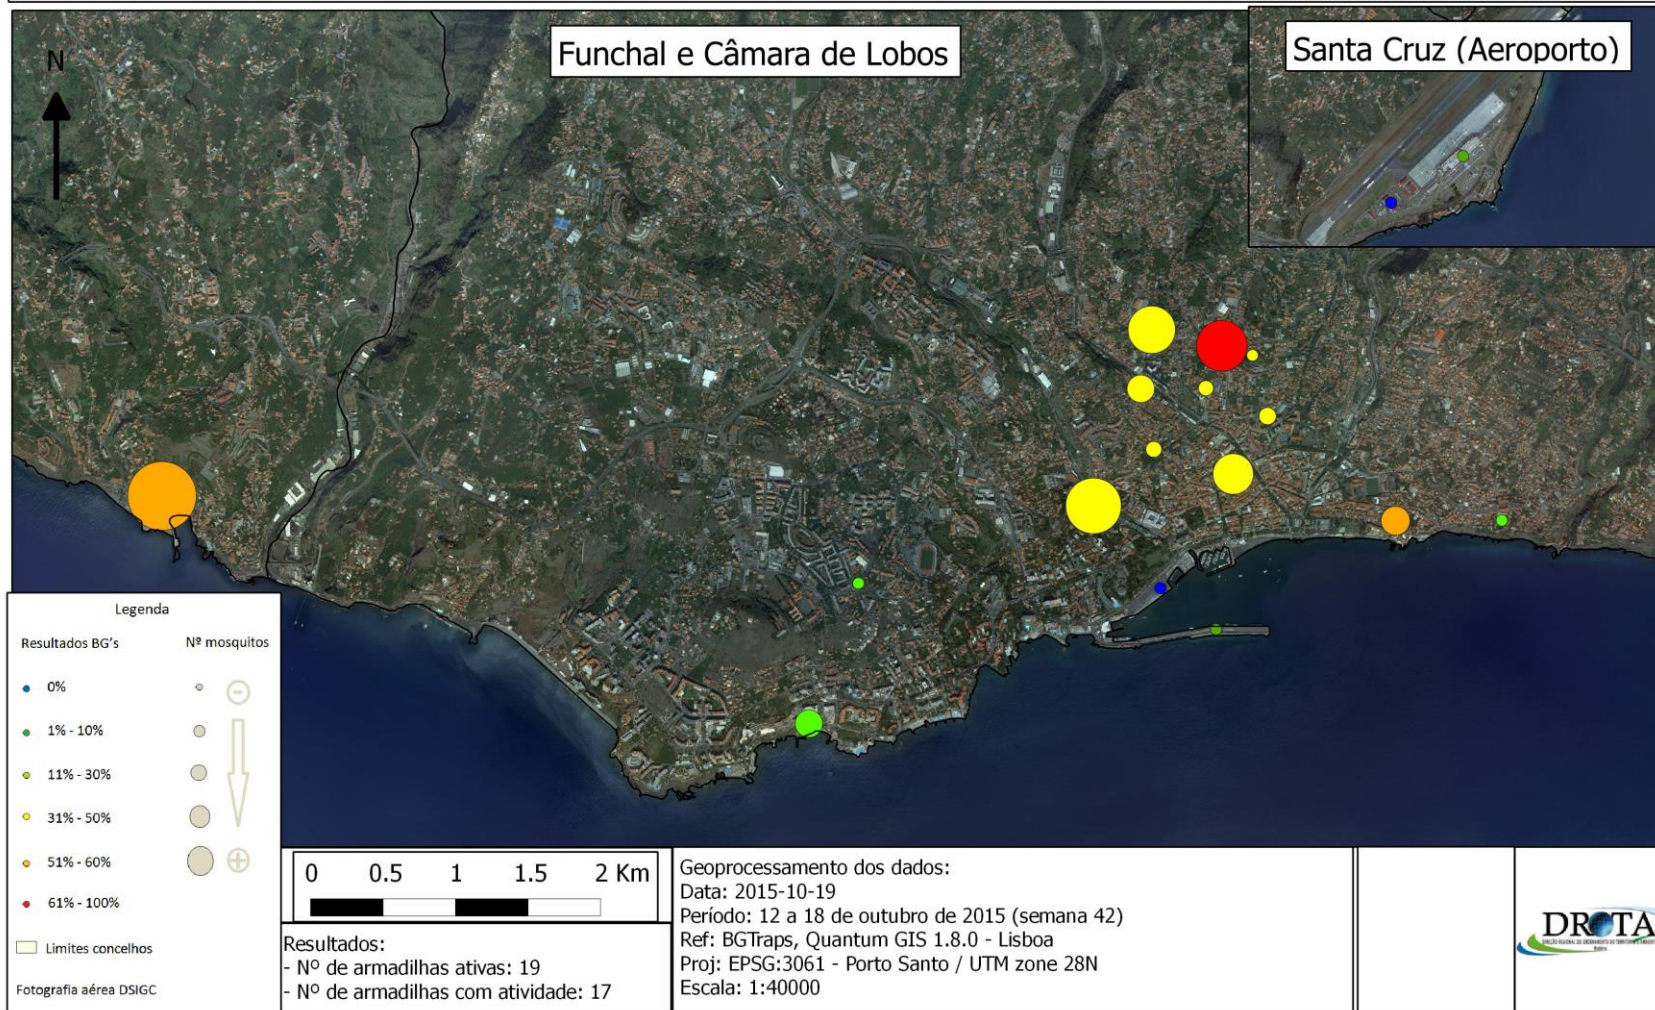 Funchal e Câmara de Lobos
Santa Cruz (Aeroporto)
N
Legenda
Resultados BG's
Nº mosquitos
0%
1% - 10%
11% - 30%
31% - 50%
51% - 60%
61% - 100%
Limites concelhos
Fotografia aérea DSIGC
0 0.5 1 1.5 2 Km
Resultados:
- Nº de armadilhas ativas: 19
- Nº de armadilhas com atividade: 17
Geoprocessamento dos dados:
Data: 2015-10-19
Período: 12 a 18 de outubro de 2015 (semana 42)
Ref: BGTraps, Quantum GIS 1.8.0 - Lisboa
Proj: EPSG:3061 - Porto Santo / UTM zone 28N
Escala: 1:40000
DROTA